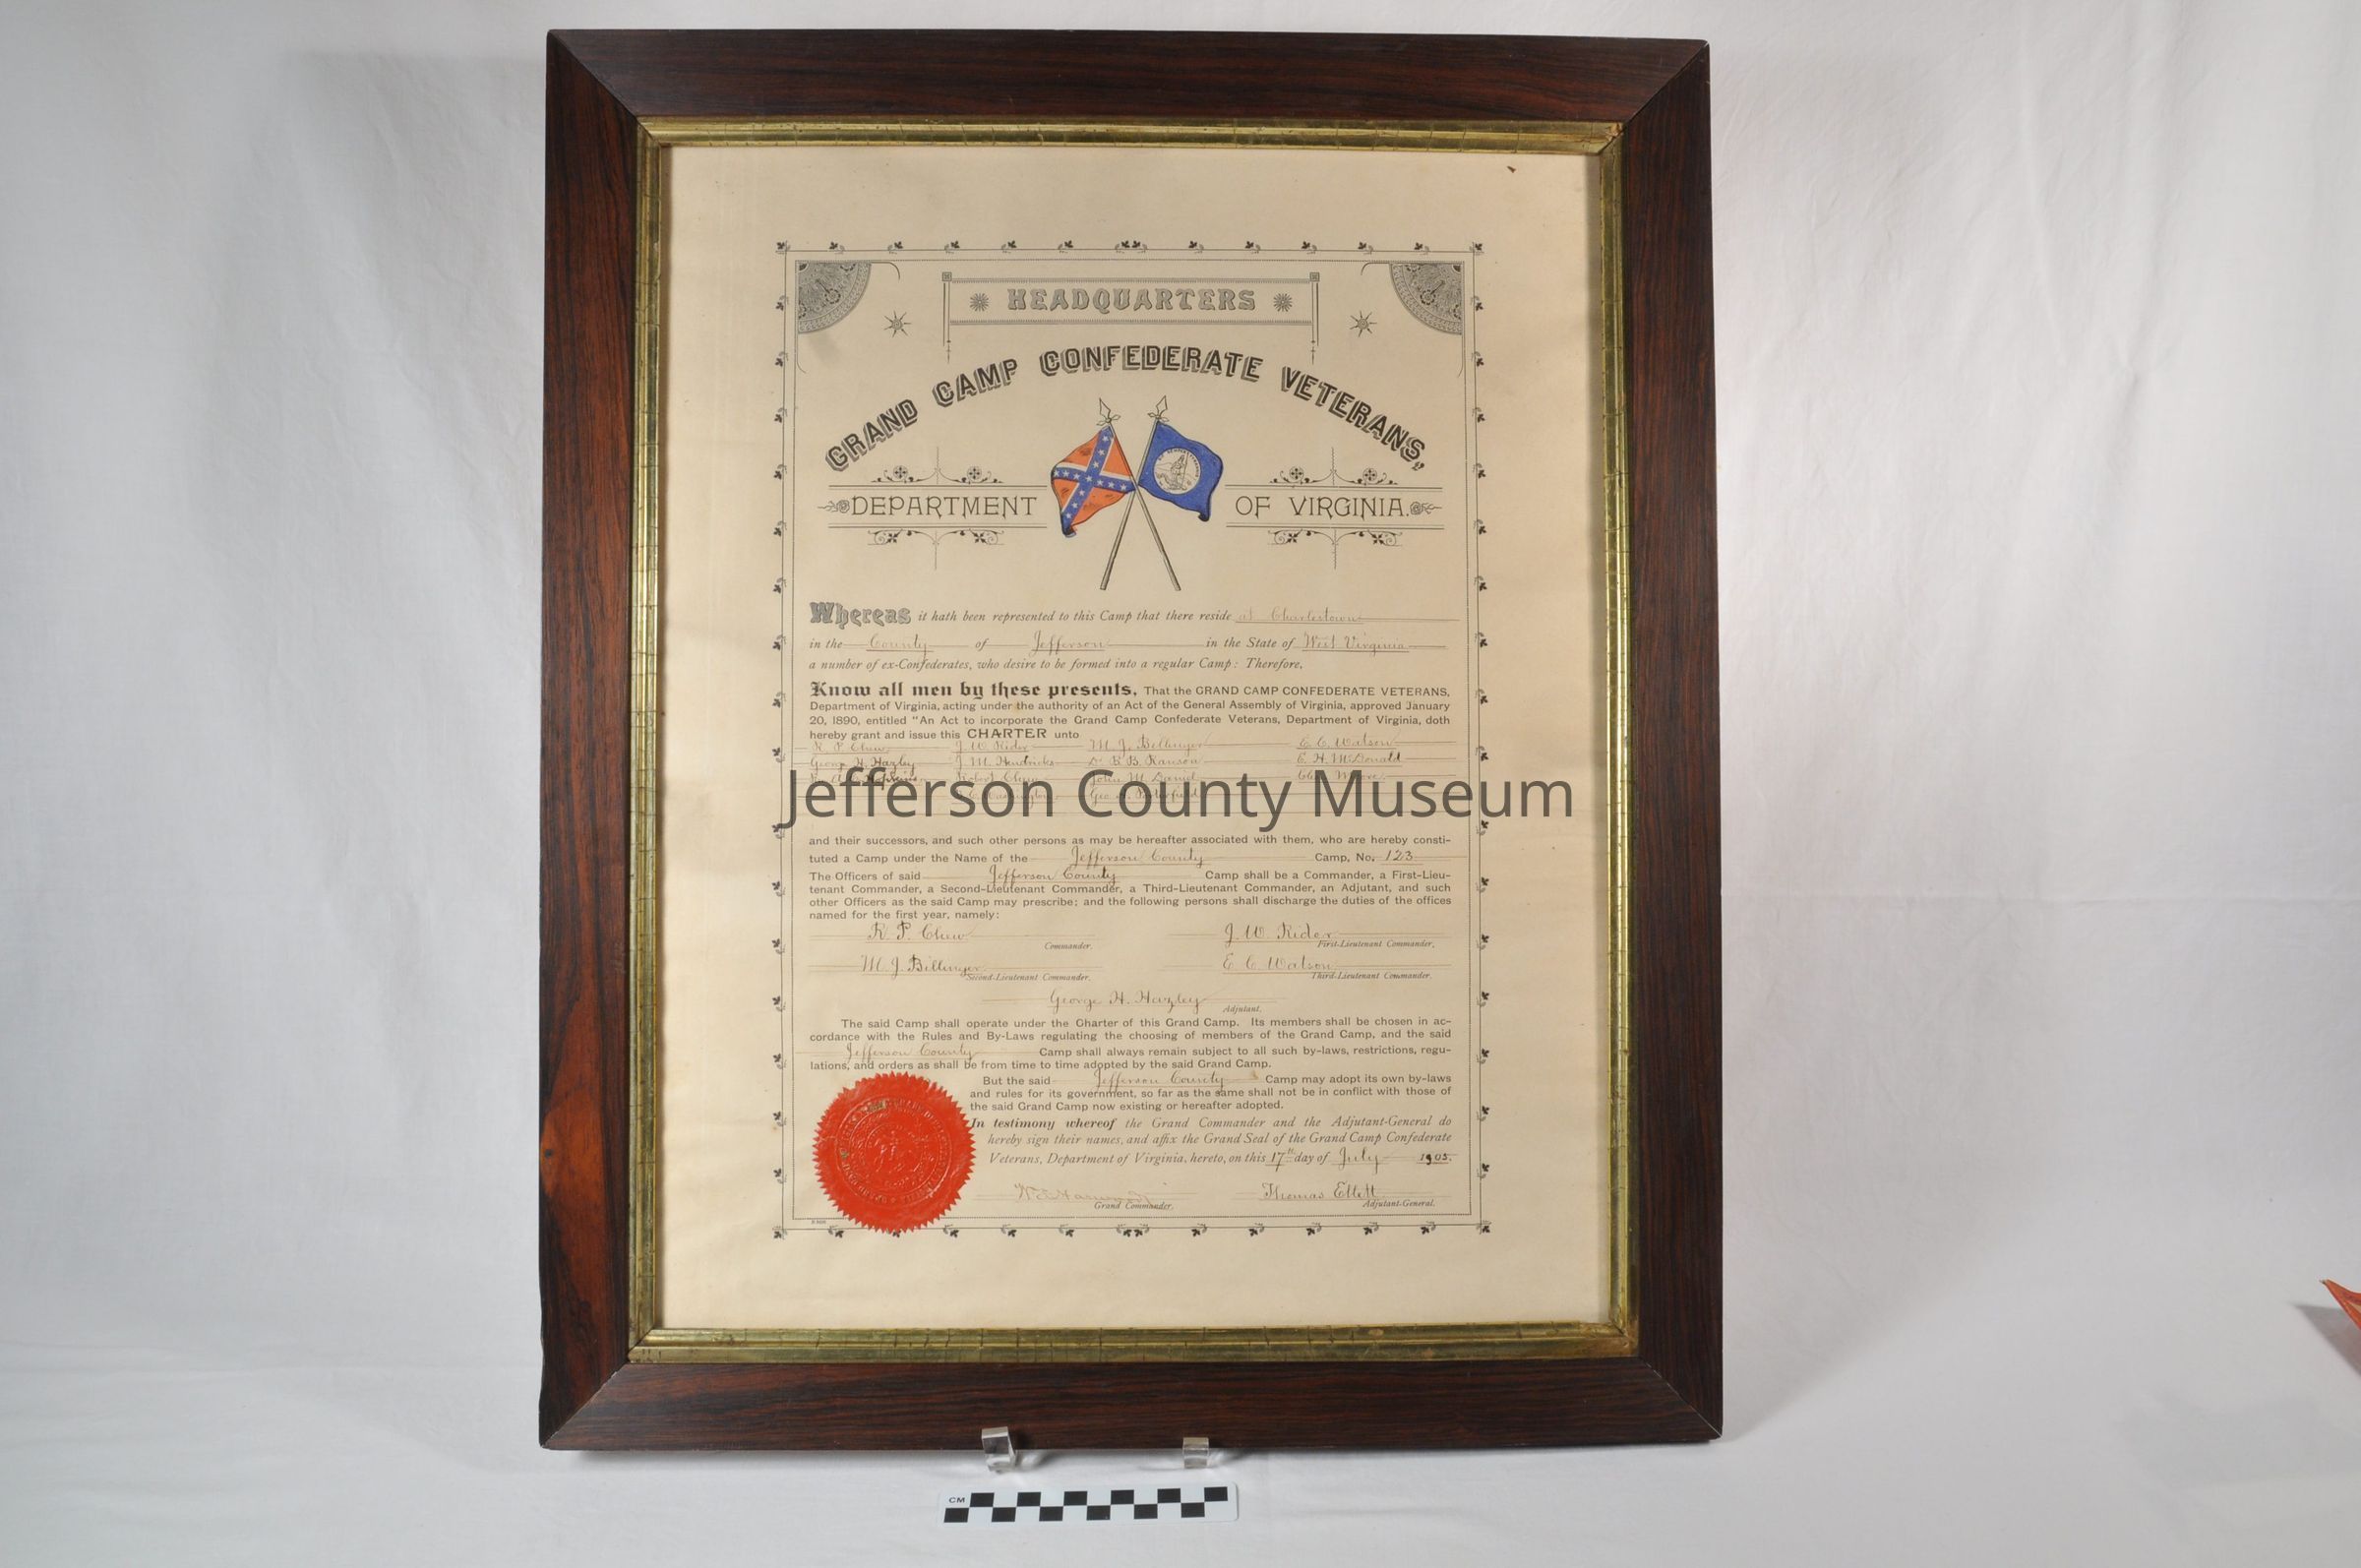 HEADQUARTERS
GRAND CAMP CONFEDERATE VETERANS,
DEPARTMENT OF VIRGINIA.
Whereas it hath been represented to this Camp that there reside at Charlestown
in the County of Jefferson in the State of West Virginia
a number of ex-Confederates, who desire to be formed into a regular Camp: Therefore,
Know all men by these presents, That the GRAND CAMP CONFEDERATE VETERANS,
Department of Virginia, acting under the authority of an Act of the General Assembly of Virginia, approved January
20, 1890, entitled "An Act to incorporate the Grand Camp Confederate Veterans, Department of Virginia, doth
hereby grant and issue this CHARTER unto
R. P. Chew J. W. Rider M. J. Billmyer E. C. Watson
George H. Hazley J. M. Hendricks Dr B. B. Ranson E. H. McDonald
Robert Chew John M. Daniel
Jefferson County Museum
and their successors, and such other persons as may be hereafter associated with them, who are hereby consti-
tuted a Camp under the Name of the Jefferson County Camp, No. 123
The Officers of said Jefferson County Camp shall be a Commander, a First-Lieu-
tenant Commander, a Second-Lieutenant Commander, a Third-Lieutenant Commander, an Adjutant, and such
other Officers as the said Camp may prescribe; and the following persons shall discharge the duties of the offices
named for the first year, namely:
R. P. Chew J. W. Rider
Commander. First-Lieutenant Commander,
M. J. Billmyer E. C. Watson
Second-Lieutenant Commander. Third-Lieutenant Commander.
George H. Hazley
Adjutant.
The said Camp shall operate under the Charter of this Grand Camp. Its members shall be chosen in ac-
cordance with the Rules and By-Laws regulating the choosing of members of the Grand Camp, and the said
Jefferson County Camp shall always remain subject to all such by-laws, restrictions, regu-
lations, and orders as shall be from time to time adopted by the said Grand Camp.
But the said Jefferson County Camp may adopt its own by-laws
and rules for its government, so far as the same shall not be in conflict with those of
the said Grand Camp now existing or hereafter adopted.
In testimony whereof the Grand Commander and the Adjutant-General do
hereby sign their names, and affix the Grand Seal of the Grand Camp Confederate
Veterans, Department of Virginia, hereto, on this 17th day of July 1905.
Thomas Ellett
Grand Commander. Adjutant-General.
CM